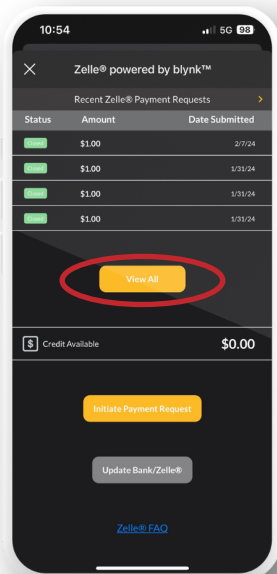 10:54 5G 98
Zelle® powered by blynk™
Recent Zelle® Payment Requests >
Status Amount Date Submitted
Closed $1.00 2/7/24
Closed $1.00 1/31/24
Closed $1.00 1/31/24
Closed $1.00 1/31/24
View All
$ Credit Available $0.00
Initiate Payment Request
Update Bank/Zelle®
Zelle® FAQ